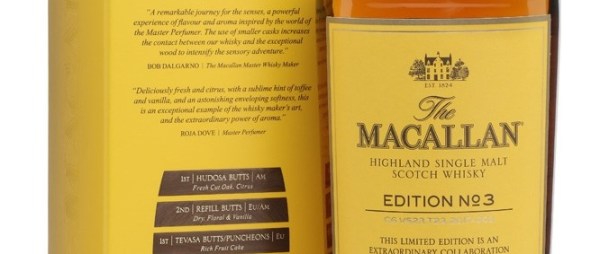 “A remarkable journey for the senses, a powerful
experience of flavour and aroma inspired by the world of
the Master Perfumer. The use of smaller casks increases
the contact between our whisky and the exceptional
wood to intensify the sensory adventure.”
BOB DALGARNO | The Macallan Master Whisky Maker
“Deliciously fresh and citrus, with a sublime hint of toffee
and vanilla, and an astonishing enveloping softness, this
is an exceptional example of the whisky maker's art,
and the extraordinary power of aroma.”
ROJA DOVE | Master Perfumer
1ST | HUDOSA BUTTS | AM
Fresh Cut Oak, Citrus
2ND | REFILL BUTTS | EU/AM
Dry, Floral & Vanilla
1ST | TEVASA BUTTS/PUNCHEONS | EU
Rich Fruit Cake
EST. 1824
The
MACALLAN
HIGHLAND SINGLE MALT
SCOTCH WHISKY
EDITION Nº3
THIS LIMITED EDITION IS AN
EXTRAORDINARY COLLABORATION